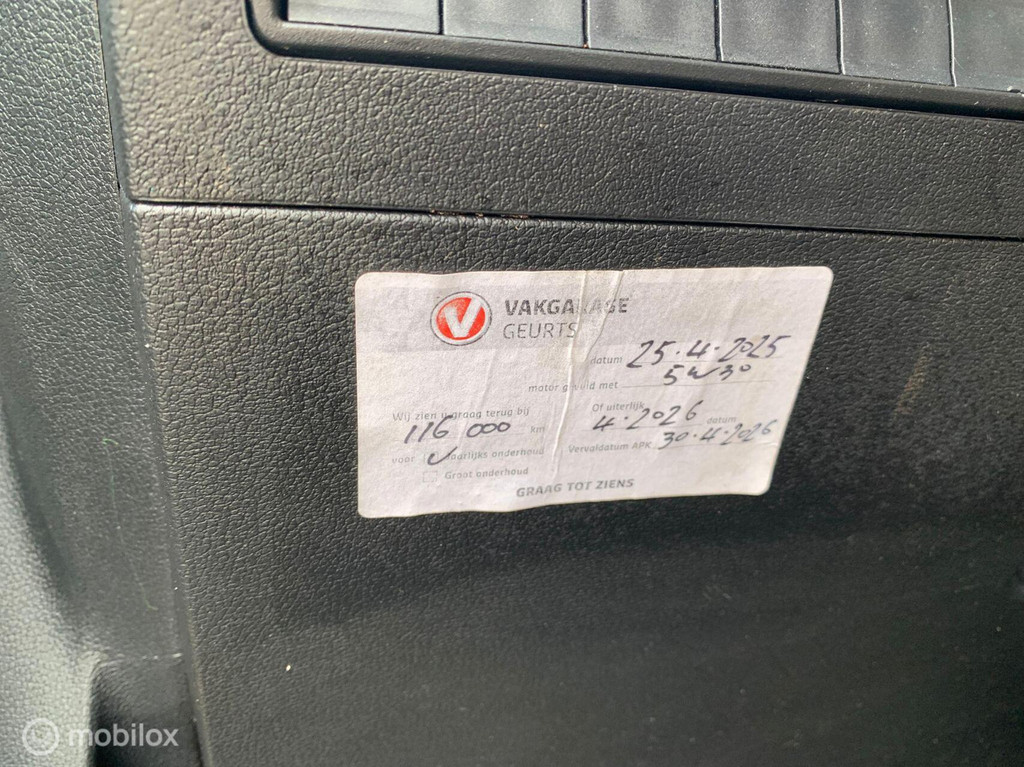 V VAKGARAGE
GEURTS
datum 25.4.2025
motor gevuld met 5w30
Wij zien u graag terug bij
116 000 km
Of uiterlijk
4.2026 datum
voor Jaarlijks onderhoud
Vervaldatum APK 30.4.2026
Groot onderhoud
GRAAG TOT ZIENS
mobilox